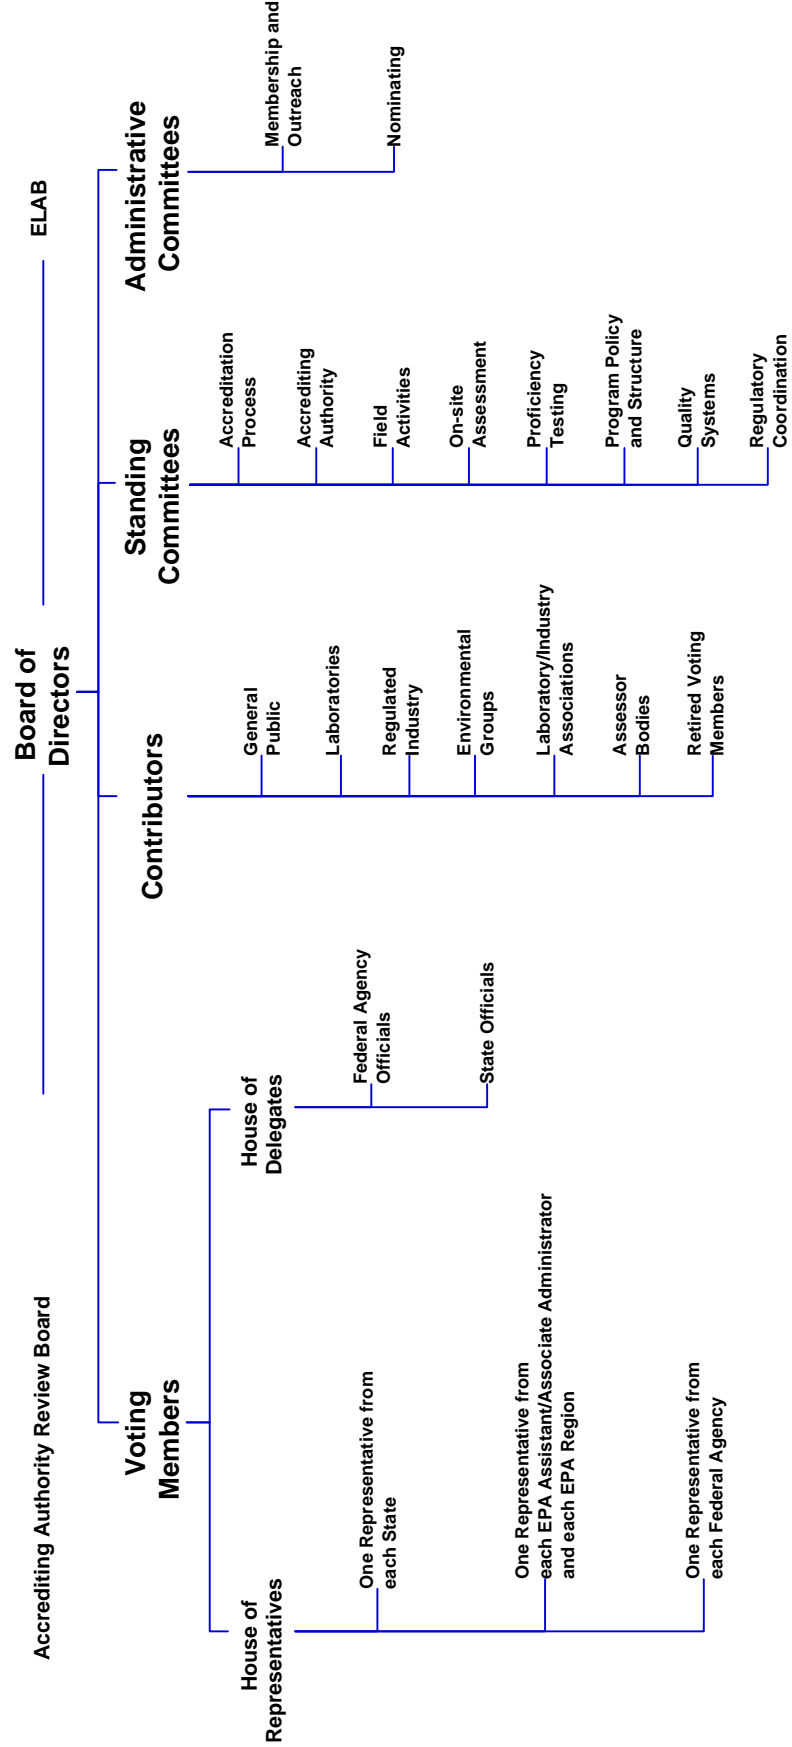 Accrediting Authority Review Board
Board of
Directors
ELAB
Voting
Members
House of
Representatives
One Representative from
each State
One Representative from
each EPA Assistant/Associate Administrator
and each EPA Region
One Representative from
each Federal Agency
House of
Delegates
Federal Agency
Officials
State Officials
Contributors
General
Public
Laboratories
Regulated
Industry
Environmental
Groups
Laboratory/Industry
Associations
Assessor
Bodies
Retired Voting
Members
Standing
Committees
Accreditation
Process
Accrediting
Authority
Field
Activities
On-site
Assessment
Proficiency
Testing
Program Policy
and Structure
Quality
Systems
Regulatory
Coordination
Administrative
Committees
Membership and
Outreach
Nominating